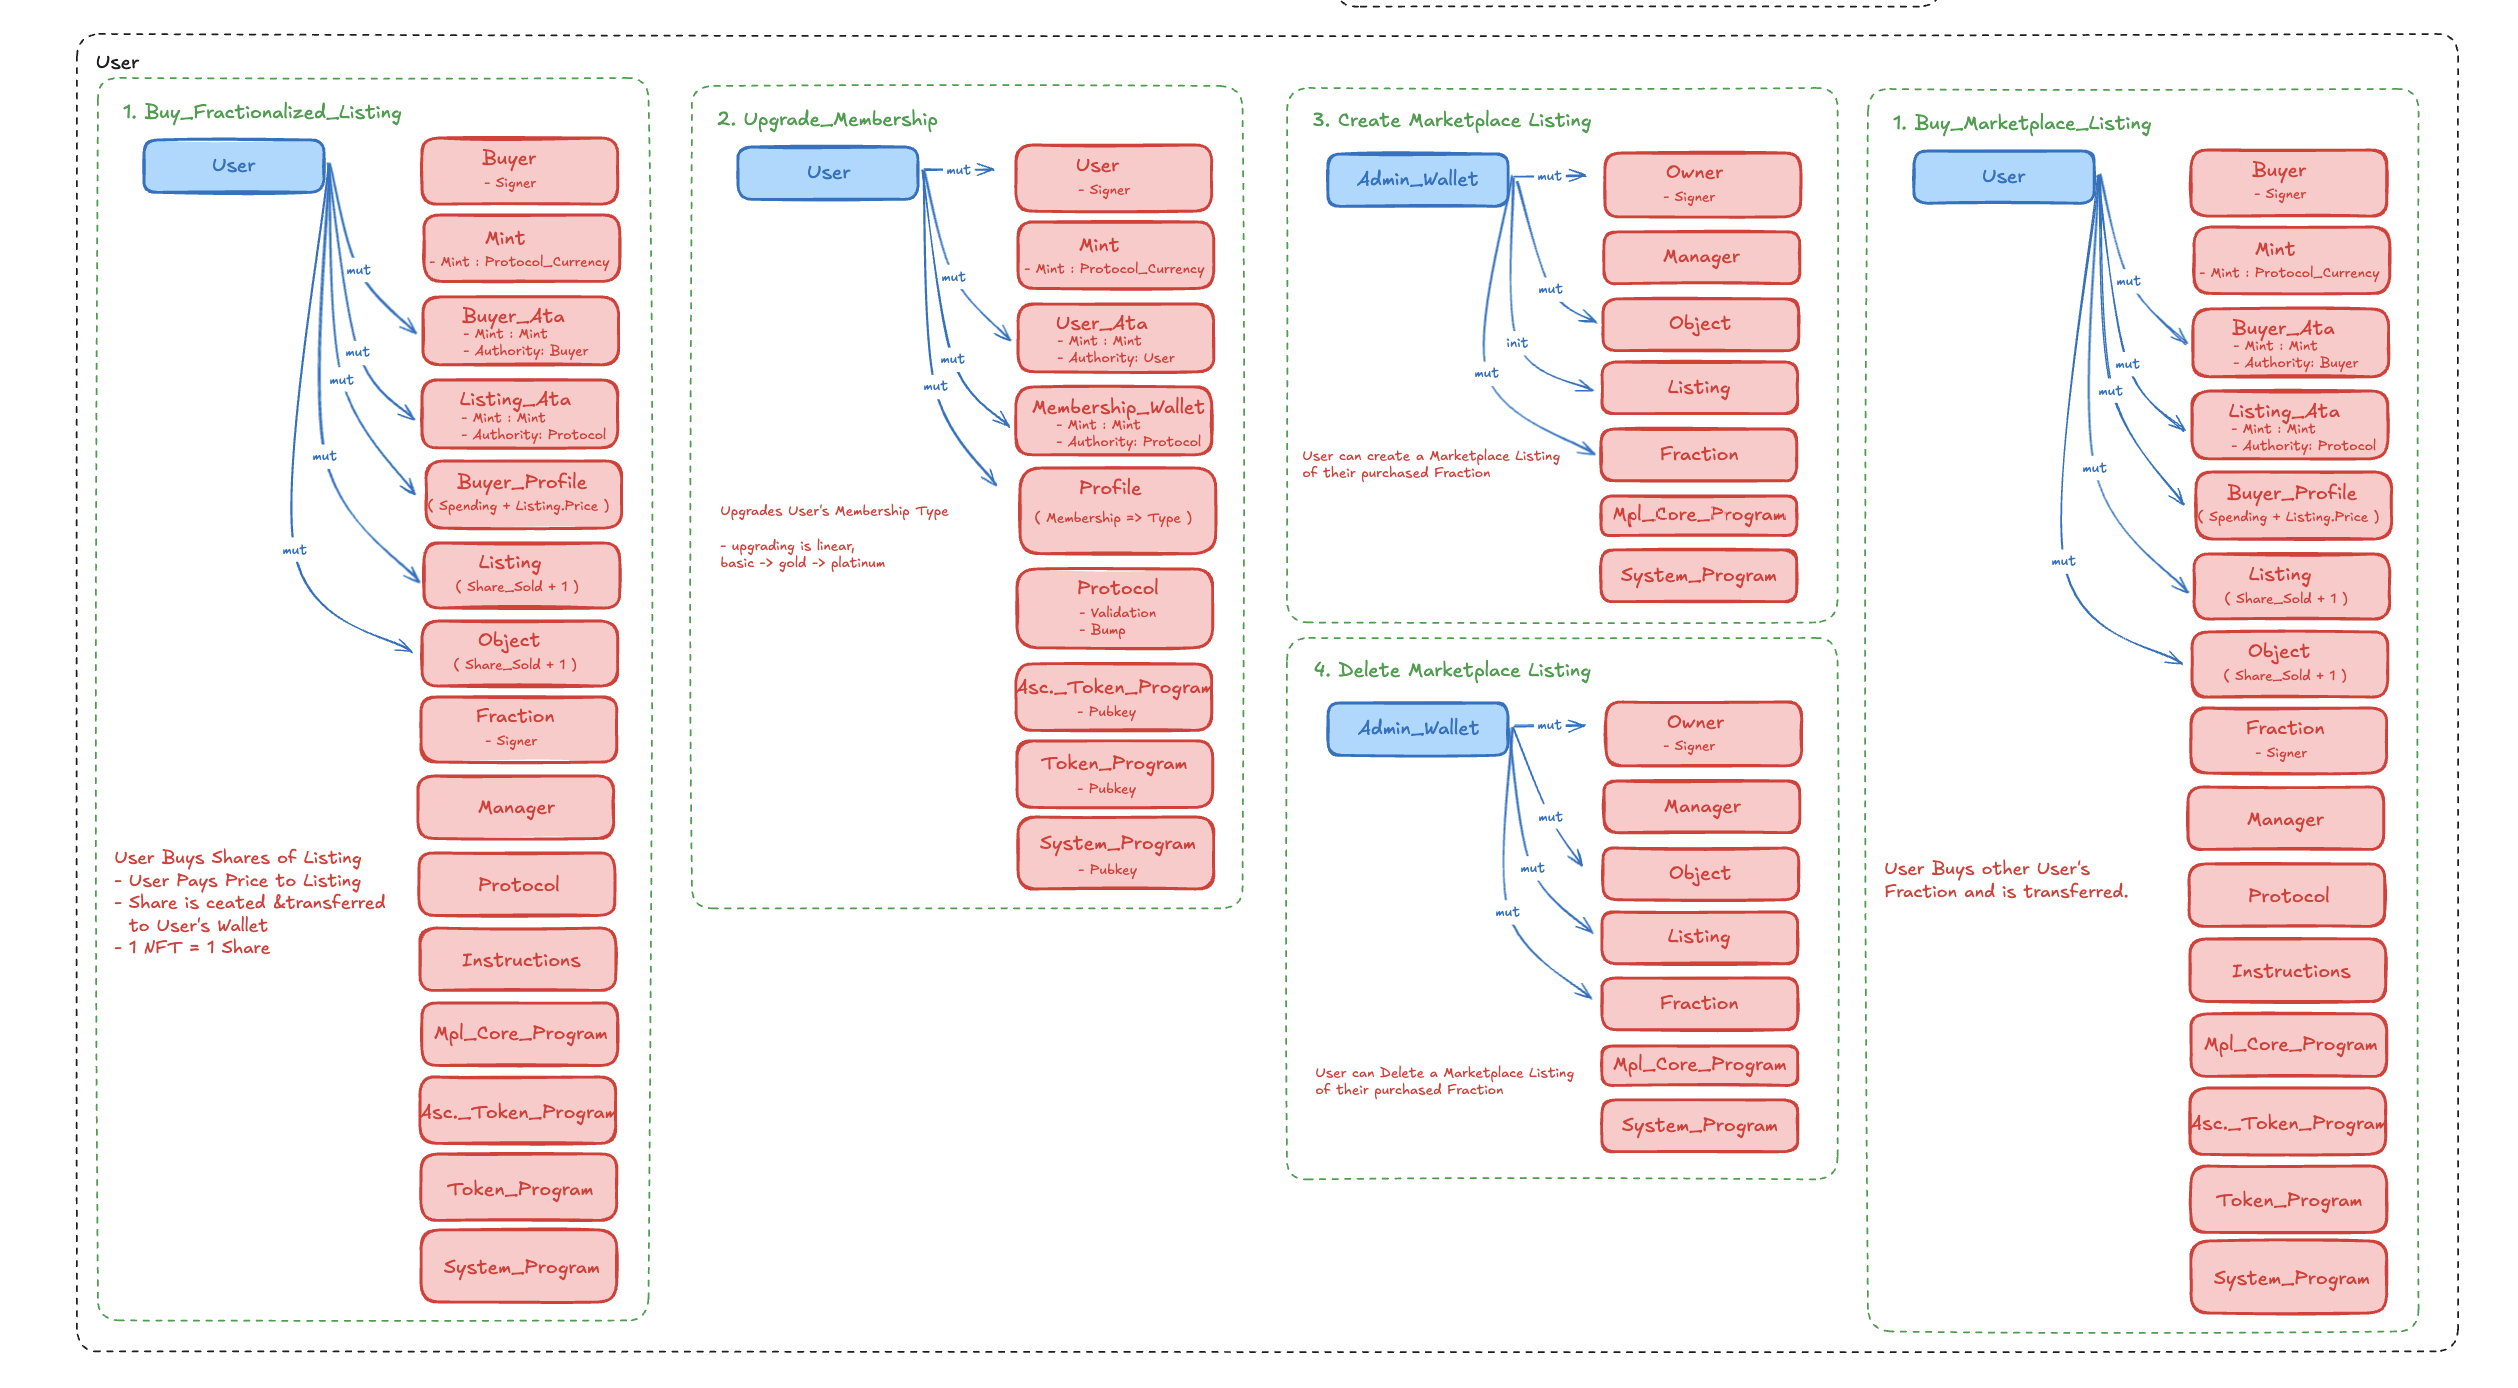 User
1. Buy_Fractionalized_Listing
User
mut
mut
mut
mut
mut
Buyer
- Signer
Mint
- Mint : Protocol_Currency
Buyer_Ata
- Mint : Mint
- Authority: Buyer
Listing_Ata
- Mint : Mint
- Authority: Protocol
Buyer_Profile
( Spending + Listing.Price )
Listing
( Share_Sold + 1 )
Object
( Share_Sold + 1 )
Fraction
- Signer
Manager
Protocol
Instructions
Mpl_Core_Program
Asc._Token_Program
Token_Program
System_Program
User Buys Shares of Listing
- User Pays Price to Listing
- Share is ceated &transferred
to User's Wallet
- 1 NFT = 1 Share
2. Upgrade_Membership
User
mut
mut
mut
mut
User
- Signer
Mint
- Mint : Protocol_Currency
User_Ata
- Mint : Mint
- Authority: User
Membership_Wallet
- Mint : Mint
- Authority: Protocol
Profile
( Membership => Type )
Protocol
- Validation
- Bump
Asc._Token_Program
- Pubkey
Token_Program
- Pubkey
System_Program
- Pubkey
Upgrades User's Membership Type
- upgrading is linear,
basic -> gold -> platinum
3. Create Marketplace Listing
Admin_Wallet
mut
mut
init
mut
Owner
- Signer
Manager
Object
Listing
Fraction
Mpl_Core_Program
System_Program
User can create a Marketplace Listing
of their purchased Fraction
4. Delete Marketplace Listing
Admin_Wallet
mut
mut
mut
mut
Owner
- Signer
Manager
Object
Listing
Fraction
Mpl_Core_Program
System_Program
User can Delete a Marketplace Listing
of their purchased Fraction
1. Buy_Marketplace_Listing
User
mut
mut
mut
mut
mut
Buyer
- Signer
Mint
- Mint : Protocol_Currency
Buyer_Ata
- Mint : Mint
- Authority: Buyer
Listing_Ata
- Mint : Mint
- Authority: Protocol
Buyer_Profile
( Spending + Listing.Price )
Listing
( Share_Sold + 1 )
Object
( Share_Sold + 1 )
Fraction
- Signer
Manager
Protocol
Instructions
Mpl_Core_Program
Asc._Token_Program
Token_Program
System_Program
User Buys other User's
Fraction and is transferred.